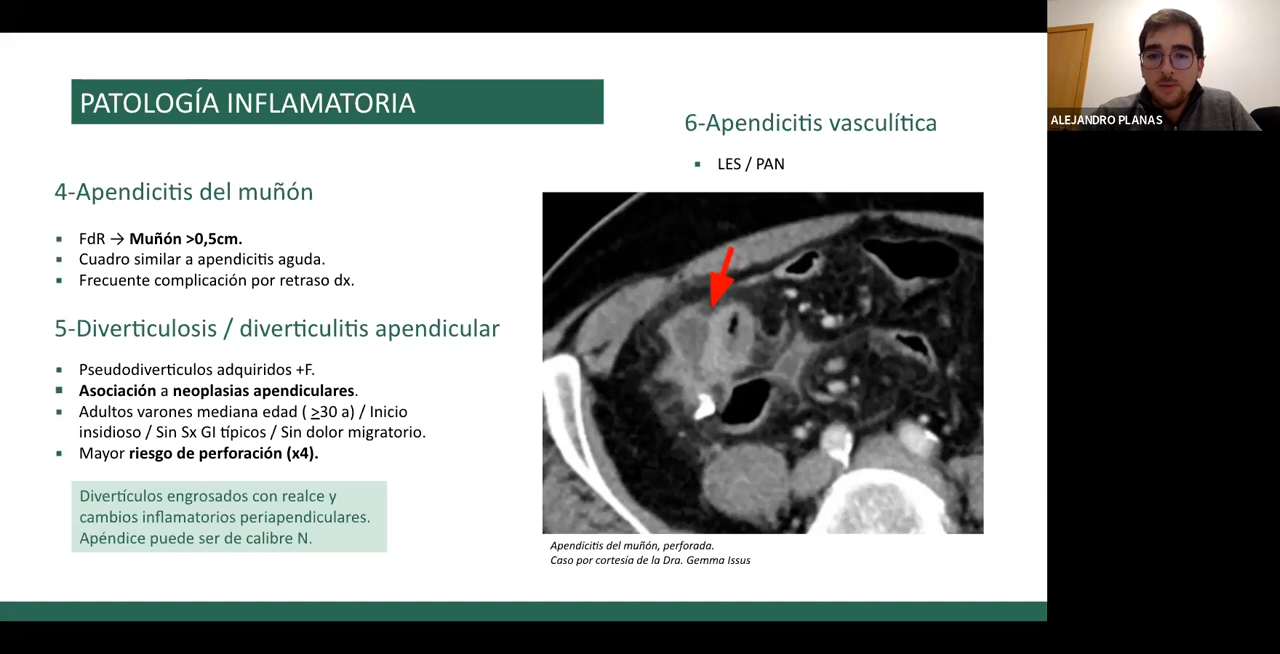 PATOLOGÍA INFLAMATORIA
4-Apendicitis del muñón
▪ FdR → Muñón >0,5cm.
▪ Cuadro similar a apendicitis aguda.
▪ Frecuente complicación por retraso dx.
5-Diverticulosis / diverticulitis apendicular
▪ Pseudodiverticulos adquiridos +F.
▪ Asociación a neoplasias apendiculares.
▪ Adultos varones mediana edad ( ≥30 a) / Inicio
insidioso / Sin Sx GI típicos / Sin dolor migratorio.
▪ Mayor riesgo de perforación (x4).
Divertículos engrosados con realce y
cambios inflamatorios periapendiculares.
Apéndice puede ser de calibre N.
6-Apendicitis vasculítica
▪ LES / PAN
Apendicitis del muñón, perforada.
Caso por cortesía de la Dra. Gemma Issus
ALEJANDRO PLANAS